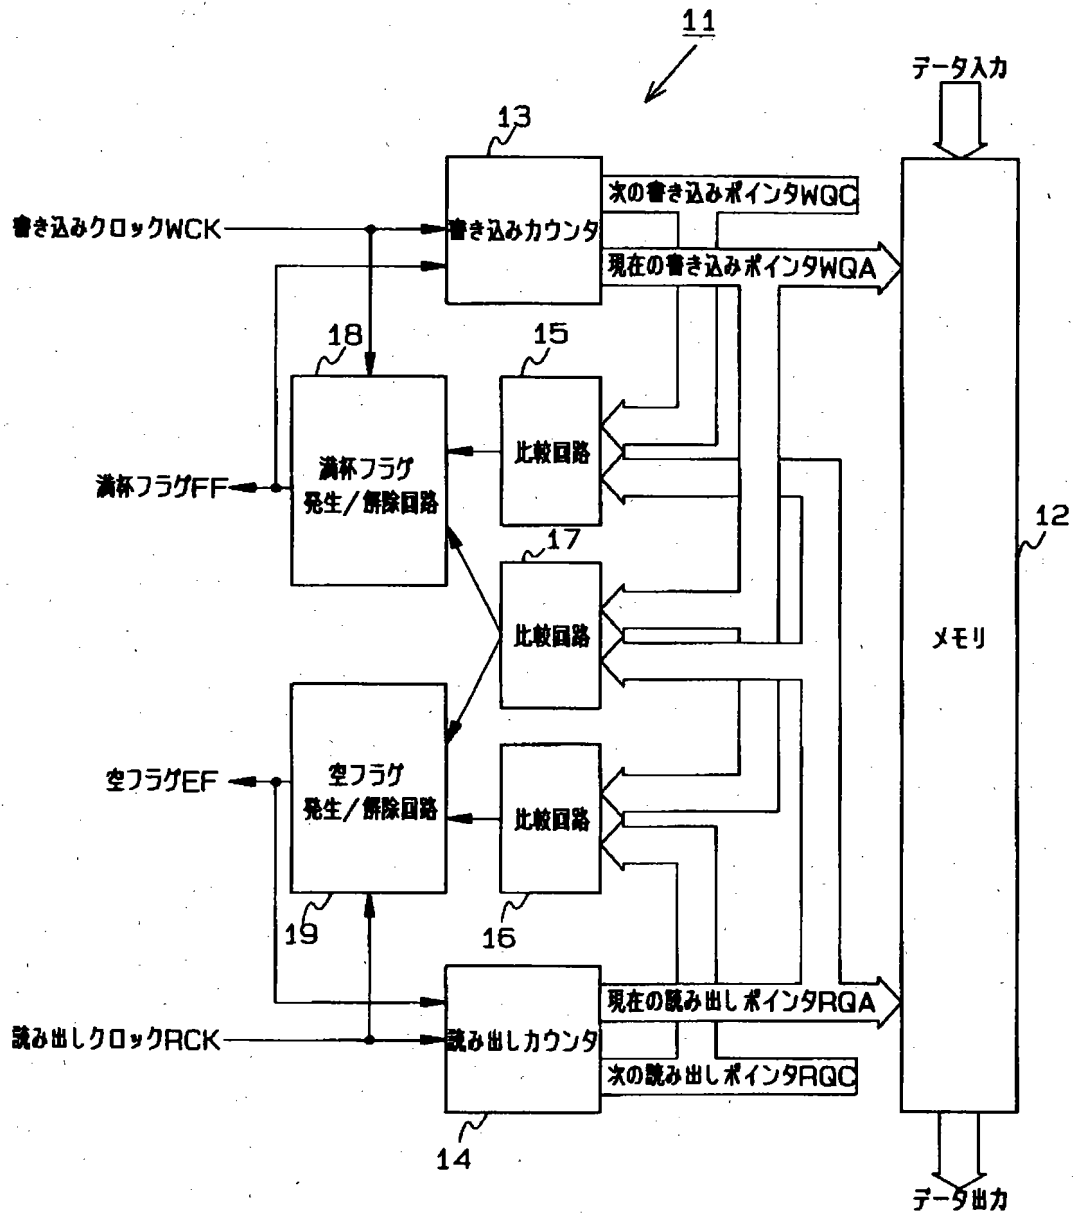 11
データ入力
13
次の書き込みポインタWQC
書き込みクロックWCK
書き込みカウンタ
現在の書き込みポインタWQA
18
15
満杯フラグ
発生/解除回路
比較回路
満杯フラグFF
12
17
比較回路
メモリ
空フラグ
発生/解除回路
空フラグEF
比較回路
19
16
現在の読み出しポインタRQA
読み出しクロックRCK
読み出しカウンタ
次の読み出しポインタRQC
14
データ出力